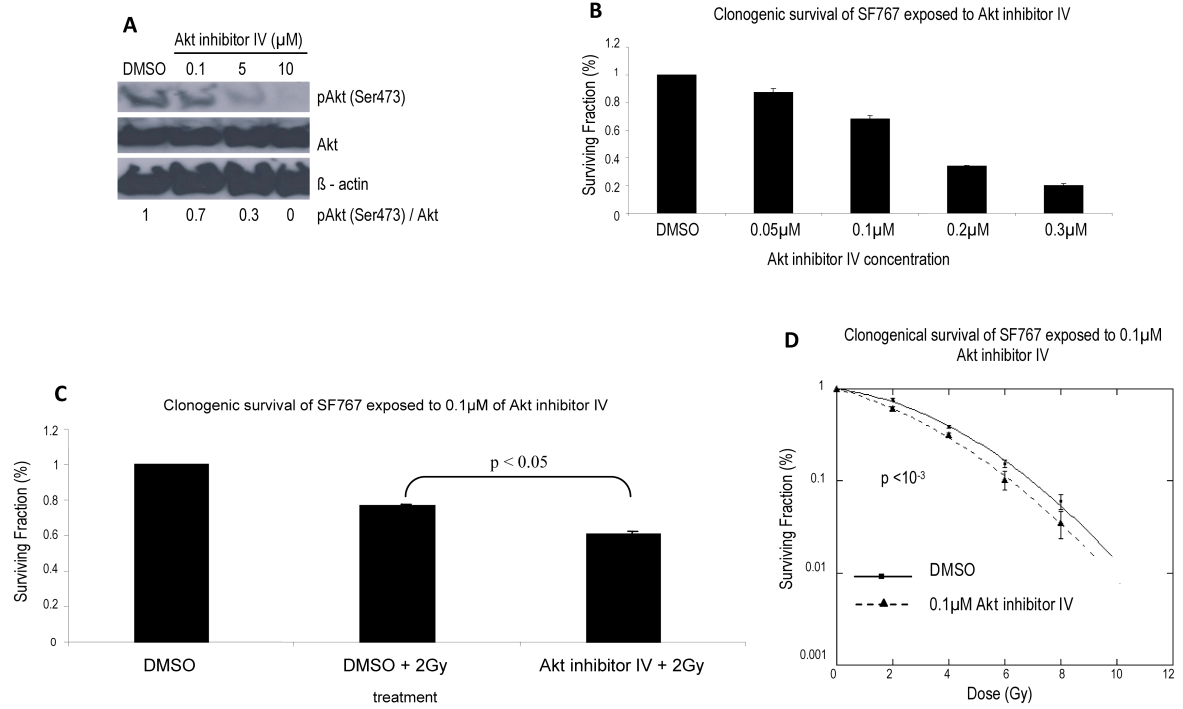 A
Akt inhibitor IV (µM)
DMSO 0.1 5 10
pAkt (Ser473)
Akt
ß - actin
1 0.7 0.3 0 pAkt (Ser473) / Akt
B
Clonogenic survival of SF767 exposed to Akt inhibitor IV
Surviving Fraction (%)
1.2
1
0.8
0.6
0.4
0.2
0
DMSO 0.05µM 0.1µM 0.2µM 0.3µM
Akt inhibitor IV concentration
C
Clonogenic survival of SF767 exposed to 0.1µM of Akt inhibitor IV
Surviving Fraction (%)
1.2
1
0.8
0.6
0.4
0.2
0
p < 0.05
DMSO DMSO + 2Gy Akt inhibitor IV + 2Gy
treatment
D
Clonogenical survival of SF767 exposed to 0.1µM
Akt inhibitor IV
Surviving Fraction (%)
1
0.1
0.01
0.001
p <10-3
DMSO
0.1µM Akt inhibitor IV
0 2 4 6 8 10 12
Dose (Gy)